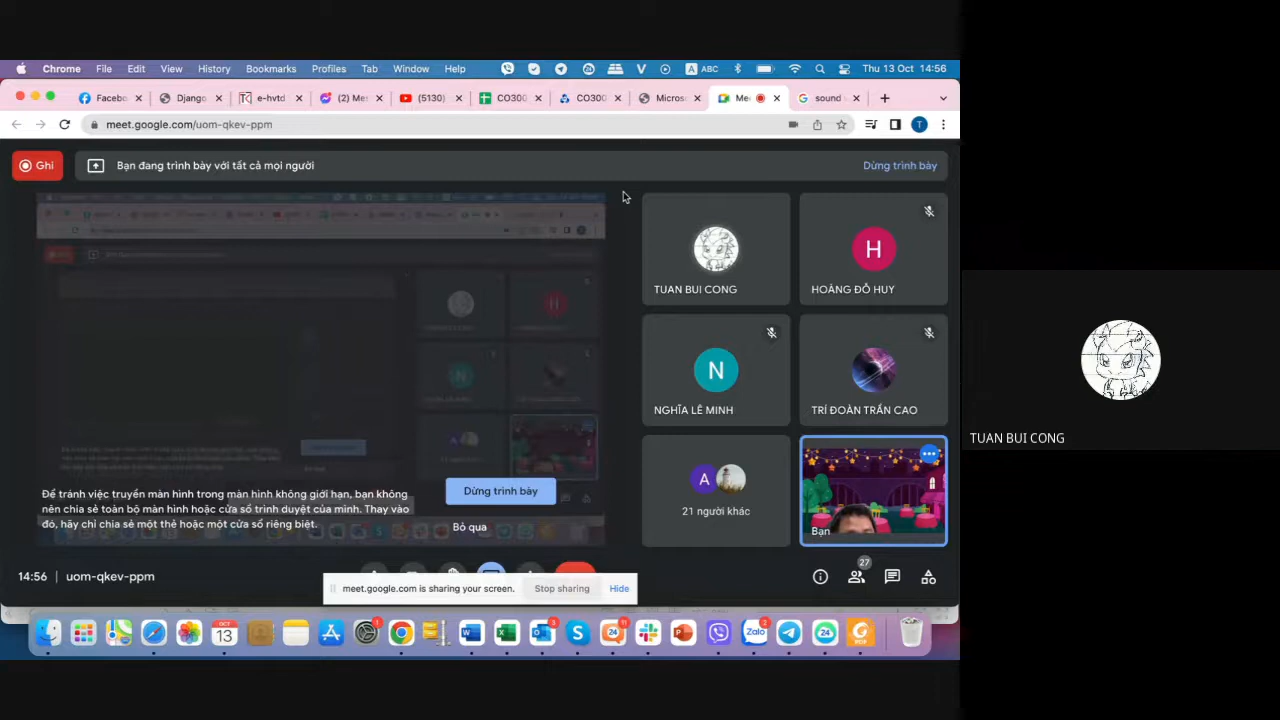 Chrome File Edit View History Bookmarks Profiles Tab Window Help ABC Thu 13 Oct 14:56
Facebo Django e-hvtd (2) Mes (5130) CO300 CO300 Micros Mee sound w
meet.google.com/uom-qkev-ppm T
Ghi Bạn đang trình bày với tất cả mọi người Dừng trình bày
TUAN BUI CONG
H
HOÀNG ĐỖ HUY
N
NGHĨA LÊ MINH
TRÍ ĐOÀN TRẦN CAO
A
21 người khác
Bạn
Để tránh việc truyền màn hình trong màn hình không giới hạn, bạn không
nên chia sẻ toàn bộ màn hình hoặc cửa sổ trình duyệt của mình. Thay vào
đó, hãy chỉ chia sẻ một thẻ hoặc một cửa sổ riêng biệt.
Dừng trình bày
Bỏ qua
14:56 | uom-qkev-ppm
27
meet.google.com is sharing your screen. Stop sharing Hide
OCT 13
Zalo
TUAN BUI CONG